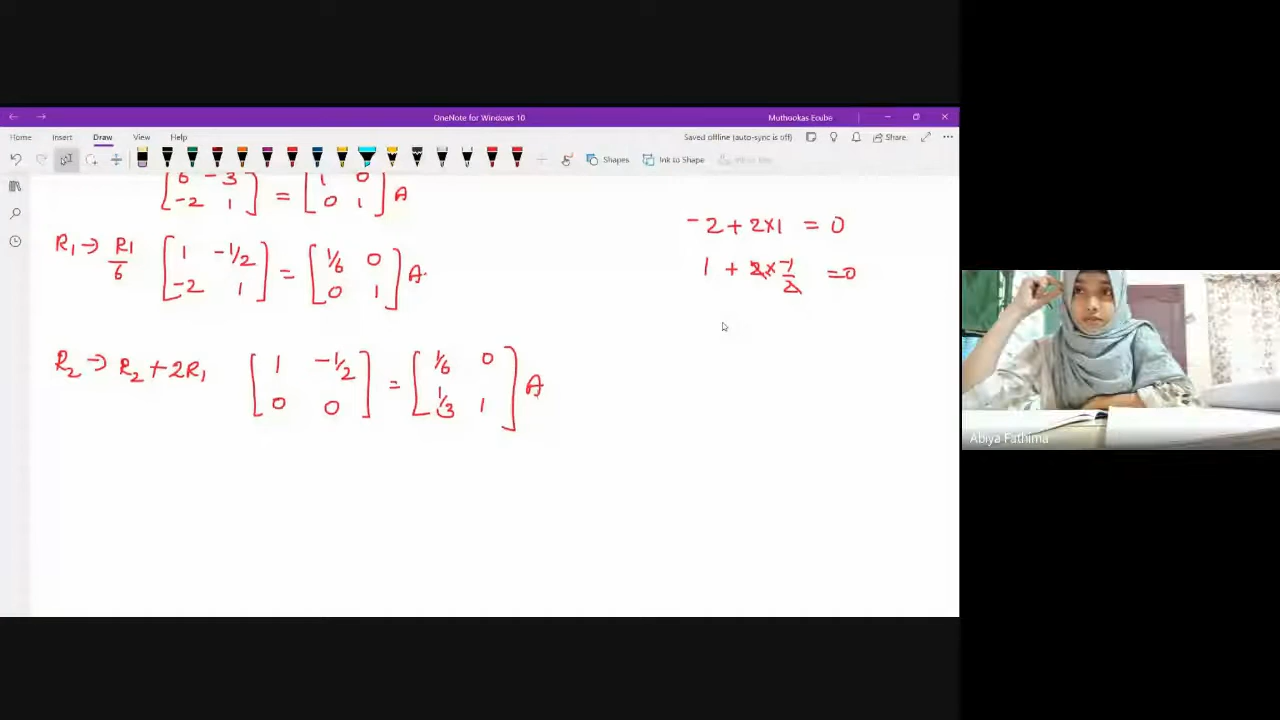 OneNote for Windows 10
Muthookas Ecube
Home Insert Draw View Help
Saved offline (auto-sync is off) Share
Shapes Ink to Shape Ink to Math
[6 -3
-2 1] = [1 0
0 1] A
-2 + 2×1 = 0
R1 → R1/6 [1 -1/2
-2 1] = [1/6 0
0 1] A
1 + 2×-1/2 = 0
R2 → R2 + 2R1 [1 -1/2
0 0] = [1/6 0
1/3 1] A
Abiya Fathima